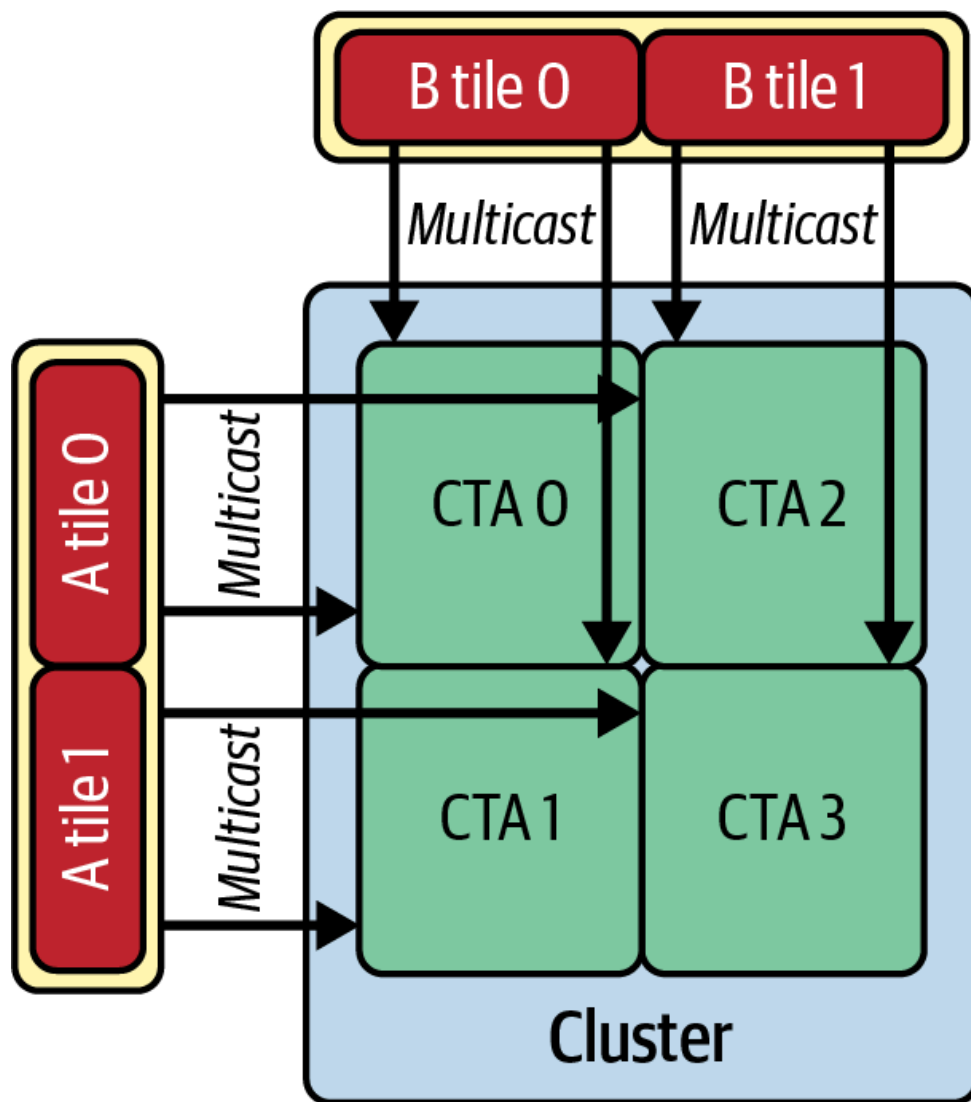 B tile 0
B tile 1
Multicast
Multicast
A tile 0
Multicast
CTA 0
CTA 2
A tile 1
Multicast
CTA 1
CTA 3
Cluster